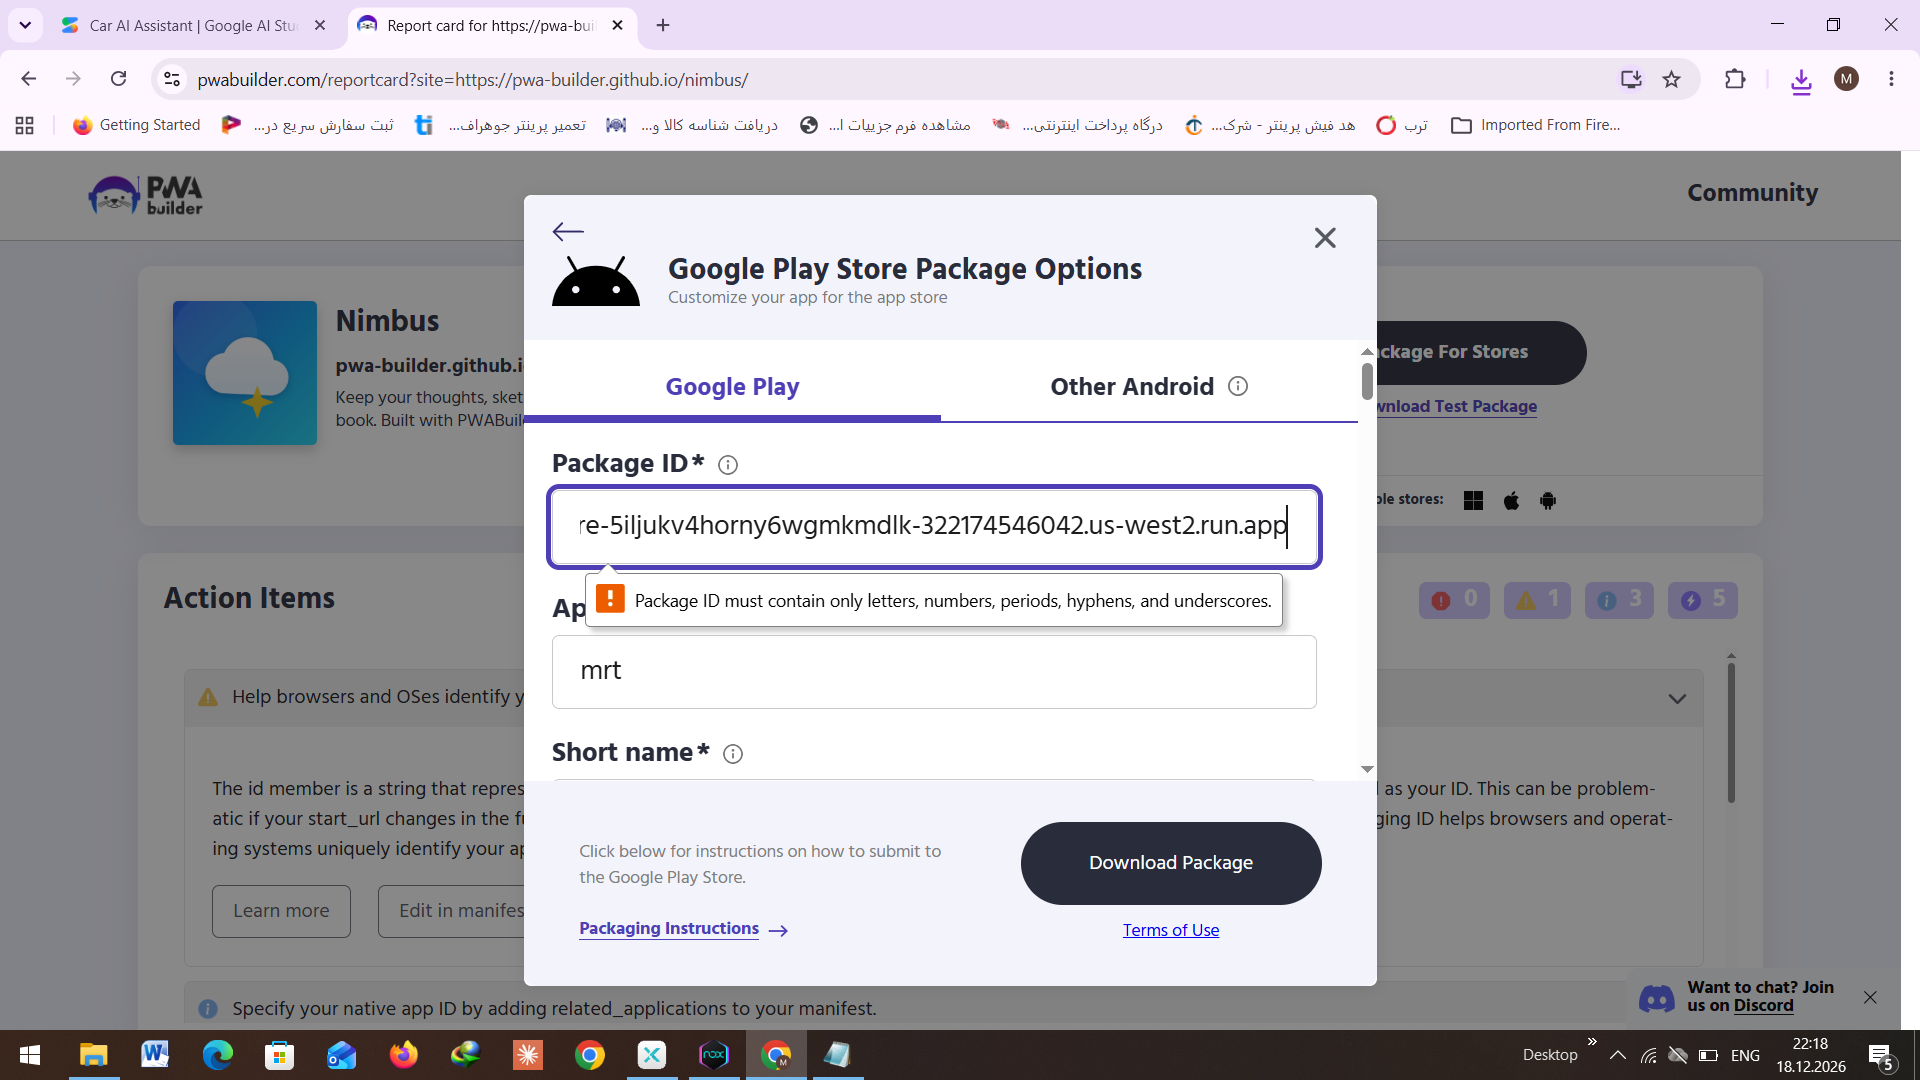 Car AI Assistant | Google AI Stu
Report card for https://pwa-bui
pwabuilder.com/reportcard?site=https://pwa-builder.github.io/nimbus/
M
Getting Started
ثبت سفارش سریع در...
تعمیر پرینتر جوهراف...
دریافت شناسه کالا و...
مشاهده فرم جزییات ا...
درگاه پرداخت اینترنتی...
هد فیش پرینتر - شرک...
ترب
Imported From Fire...
PWA
builder
Community
Google Play Store Package Options
Customize your app for the app store
Nimbus
pwa-builder.github.i
Keep your thoughts, sket
book. Built with PWABuil
ckage For Stores
wnload Test Package
ple stores:
Google Play
Other Android
Package ID*
re-5iljukv4horny6wgmkmdlk-322174546042.us-west2.run.app
Package ID must contain only letters, numbers, periods, hyphens, and underscores.
Ap
mrt
Short name*
Action Items
0
1
3
5
Help browsers and OSes identify y
The id member is a string that repres
as your ID. This can be problem-
atic if your start_url changes in the fu
ging ID helps browsers and operat-
ing systems uniquely identify your ap
Learn more
Edit in manifes
Click below for instructions on how to submit to
the Google Play Store.
Packaging Instructions
Download Package
Terms of Use
Specify your native app ID by adding related_applications to your manifest.
Want to chat? Join
us on Discord
Desktop
ENG
22:18
18.12.2026
5